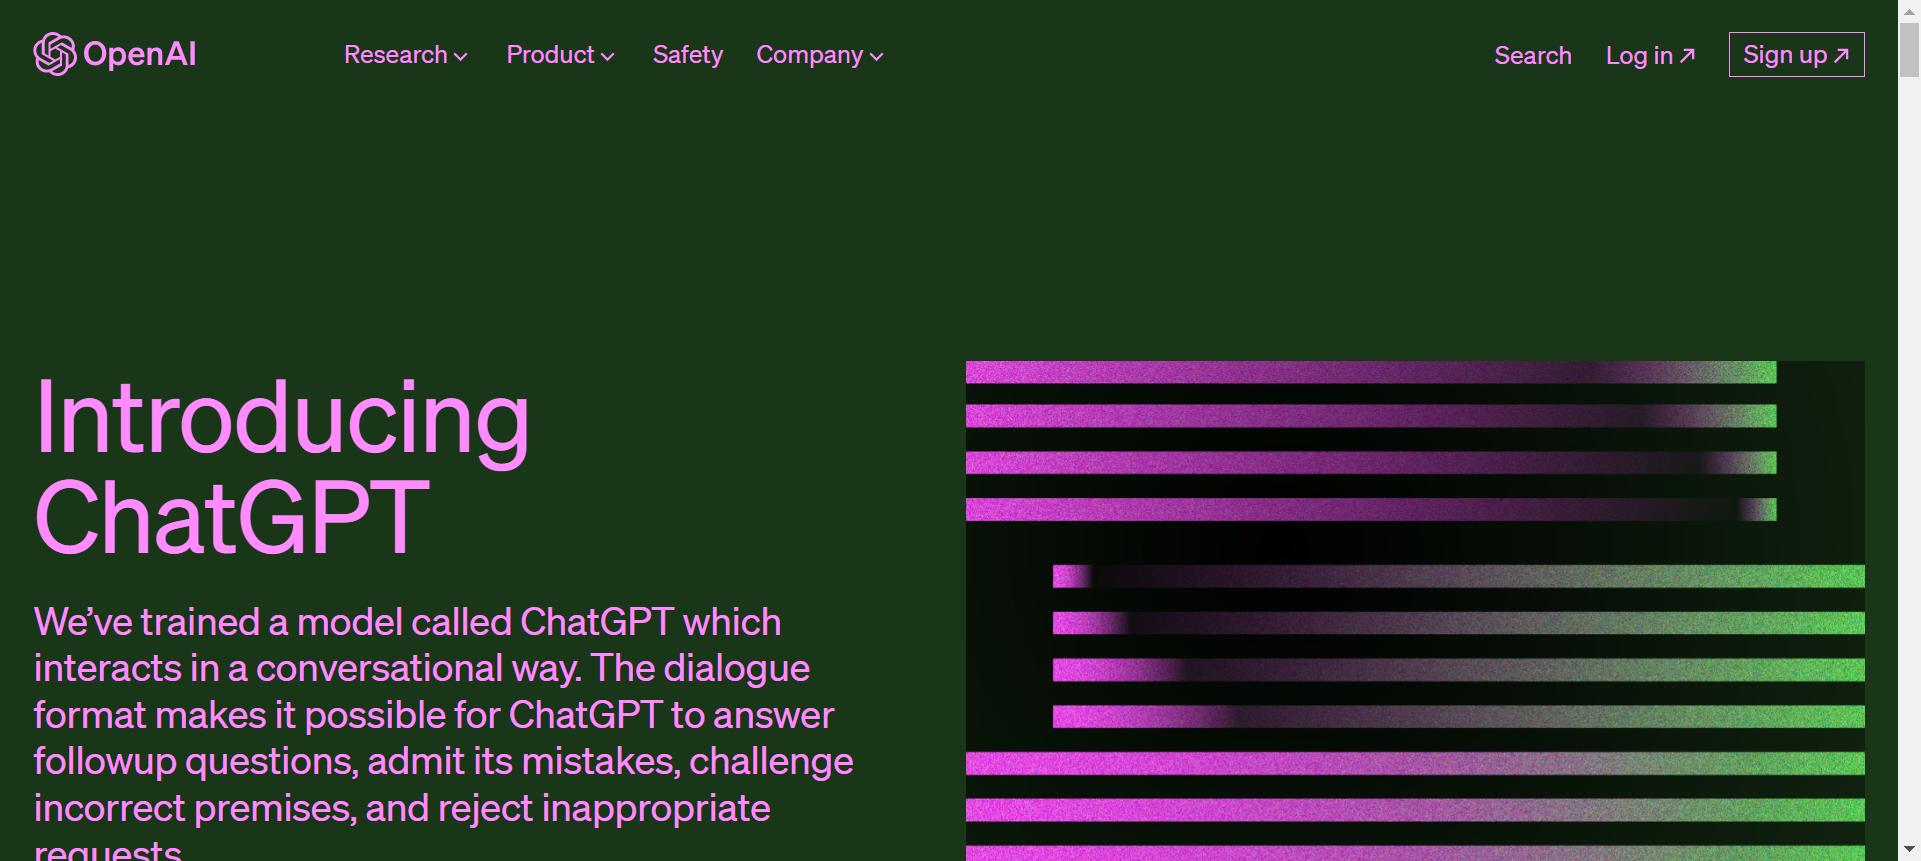 OpenAI
Research
Product
Safety
Company
Search
Log in
Sign up
Introducing
ChatGPT
We’ve trained a model called ChatGPT which
interacts in a conversational way. The dialogue
format makes it possible for ChatGPT to answer
followup questions, admit its mistakes, challenge
incorrect premises, and reject inappropriate
requests